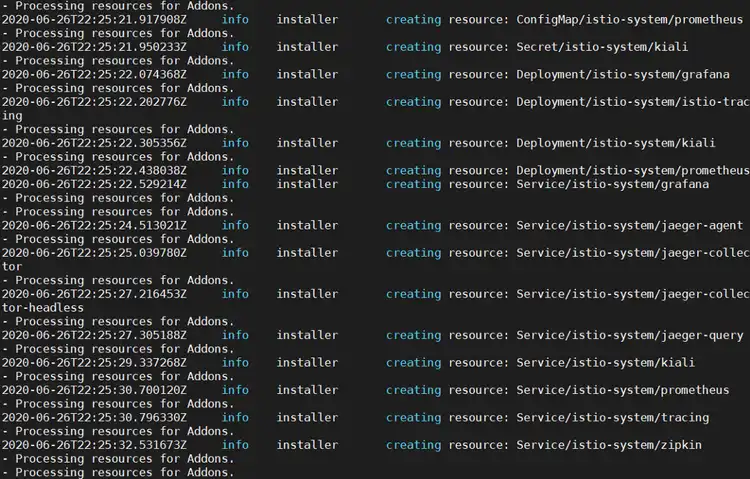 - Processing resources for Addons.
2020-06-26T22:25:21.917908Z info installer creating resource: ConfigMap/istio-system/prometheus
- Processing resources for Addons.
2020-06-26T22:25:21.950233Z info installer creating resource: Secret/istio-system/kiali
- Processing resources for Addons.
2020-06-26T22:25:22.074368Z info installer creating resource: Deployment/istio-system/grafana
- Processing resources for Addons.
2020-06-26T22:25:22.202776Z info installer creating resource: Deployment/istio-system/istio-trac
ing
- Processing resources for Addons.
2020-06-26T22:25:22.305356Z info installer creating resource: Deployment/istio-system/kiali
- Processing resources for Addons.
2020-06-26T22:25:22.438038Z info installer creating resource: Deployment/istio-system/prometheus
2020-06-26T22:25:22.529214Z info installer creating resource: Service/istio-system/grafana
- Processing resources for Addons.
- Processing resources for Addons.
2020-06-26T22:25:24.513021Z info installer creating resource: Service/istio-system/jaeger-agent
- Processing resources for Addons.
2020-06-26T22:25:25.039780Z info installer creating resource: Service/istio-system/jaeger-collec
tor
- Processing resources for Addons.
2020-06-26T22:25:27.216453Z info installer creating resource: Service/istio-system/jaeger-collec
tor-headless
- Processing resources for Addons.
2020-06-26T22:25:27.305188Z info installer creating resource: Service/istio-system/jaeger-query
- Processing resources for Addons.
2020-06-26T22:25:29.337268Z info installer creating resource: Service/istio-system/kiali
- Processing resources for Addons.
2020-06-26T22:25:30.700120Z info installer creating resource: Service/istio-system/prometheus
- Processing resources for Addons.
2020-06-26T22:25:30.796330Z info installer creating resource: Service/istio-system/tracing
- Processing resources for Addons.
2020-06-26T22:25:32.531673Z info installer creating resource: Service/istio-system/zipkin
- Processing resources for Addons.
- Processing resources for Addons.